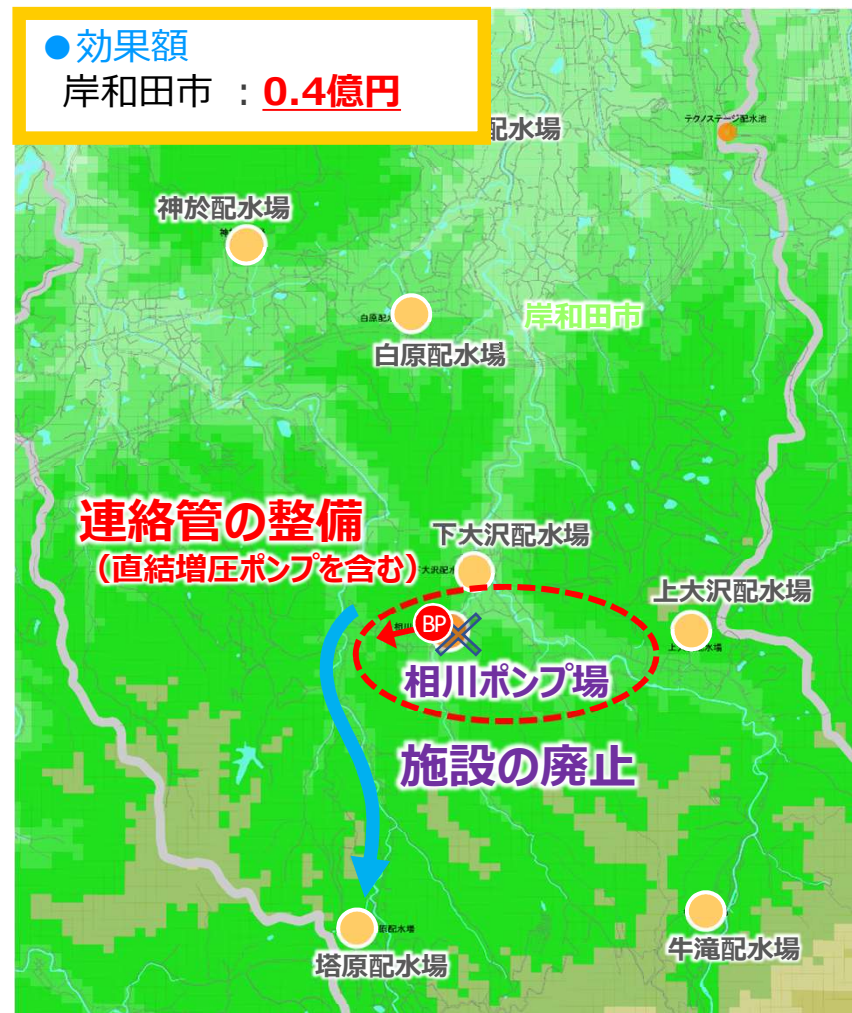 ●効果額
岸和田市 ：0.4億円
配水場
テクノステージ配水池
神於配水場
白原配水場
岸和田市
連絡管の整備
（直結増圧ポンプを含む）
下大沢配水場
上大沢配水場
BP
相川ポンプ場
施設の廃止
塔原配水場
牛滝配水場